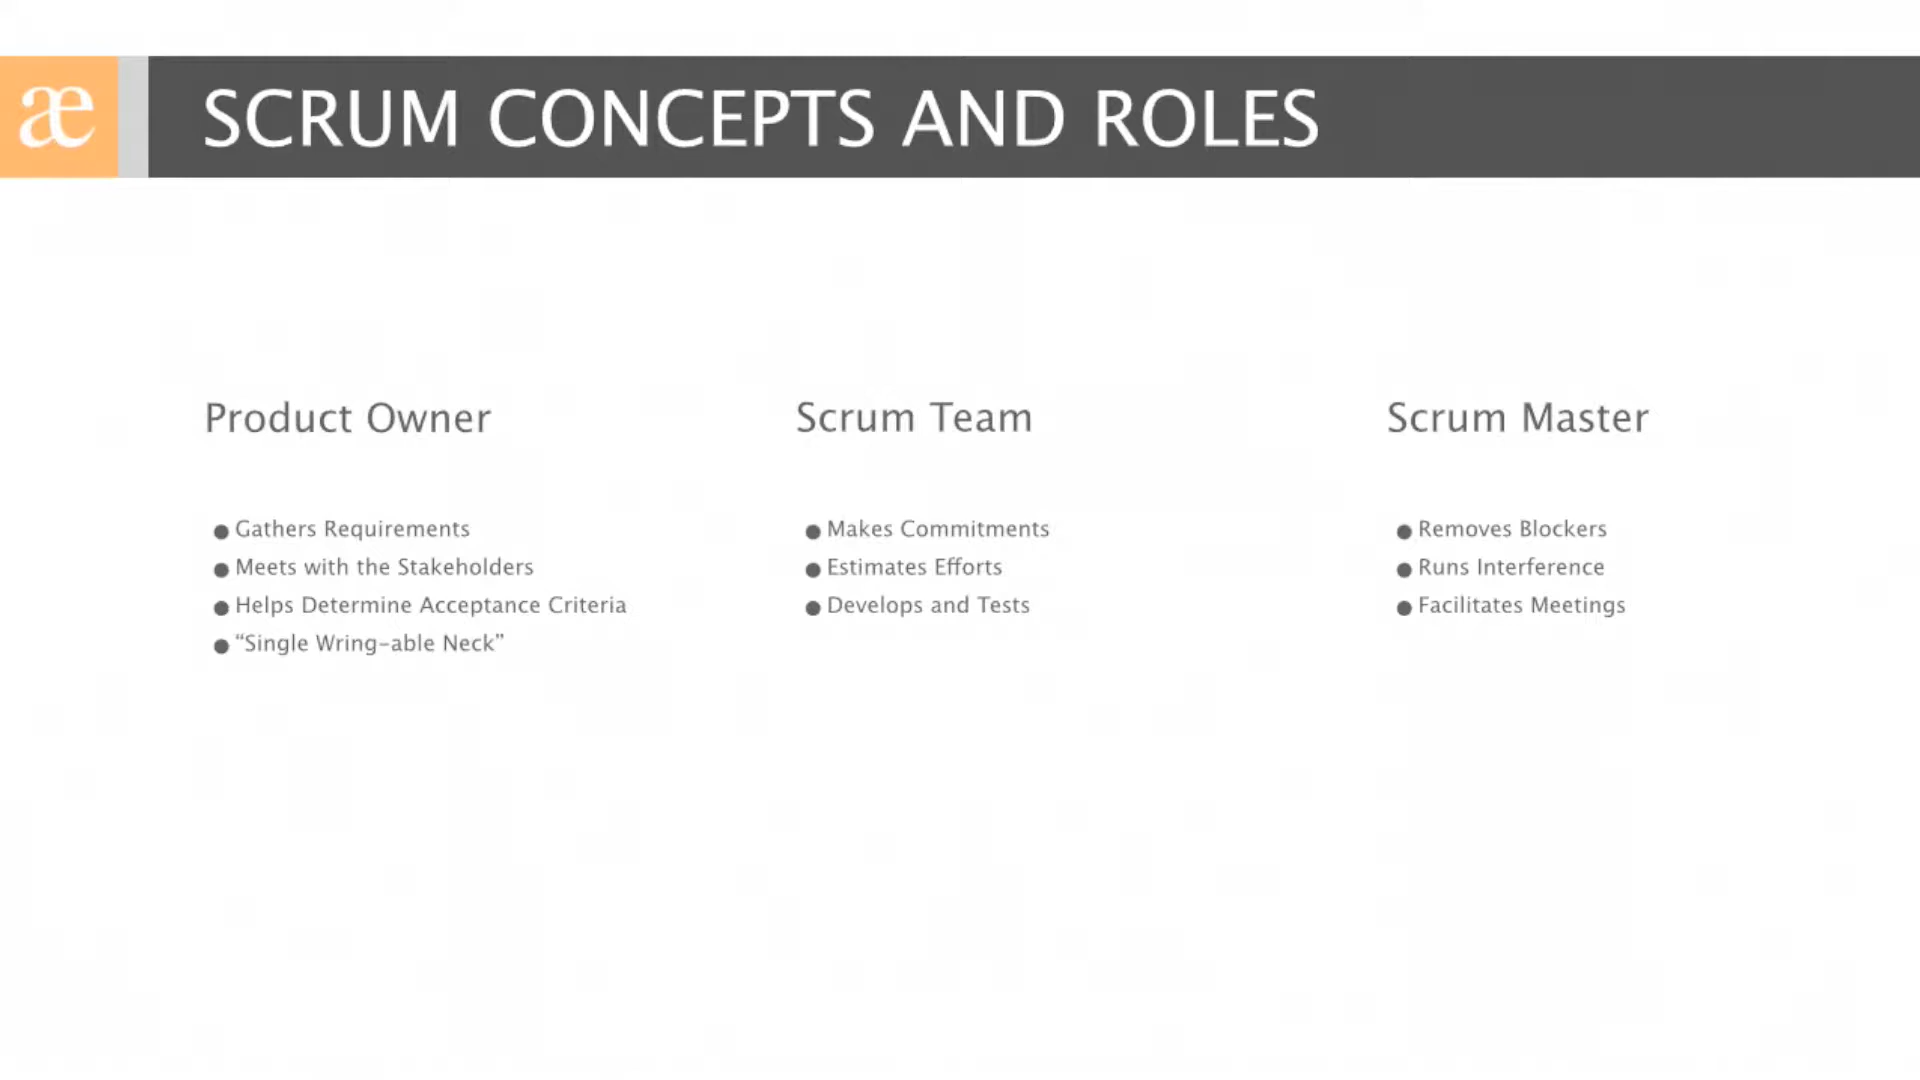 æ
SCRUM CONCEPTS AND ROLES
Product Owner
● Gathers Requirements
● Meets with the Stakeholders
● Helps Determine Acceptance Criteria
● “Single Wring-able Neck”
Scrum Team
● Makes Commitments
● Estimates Efforts
● Develops and Tests
Scrum Master
● Removes Blockers
● Runs Interference
● Facilitates Meetings